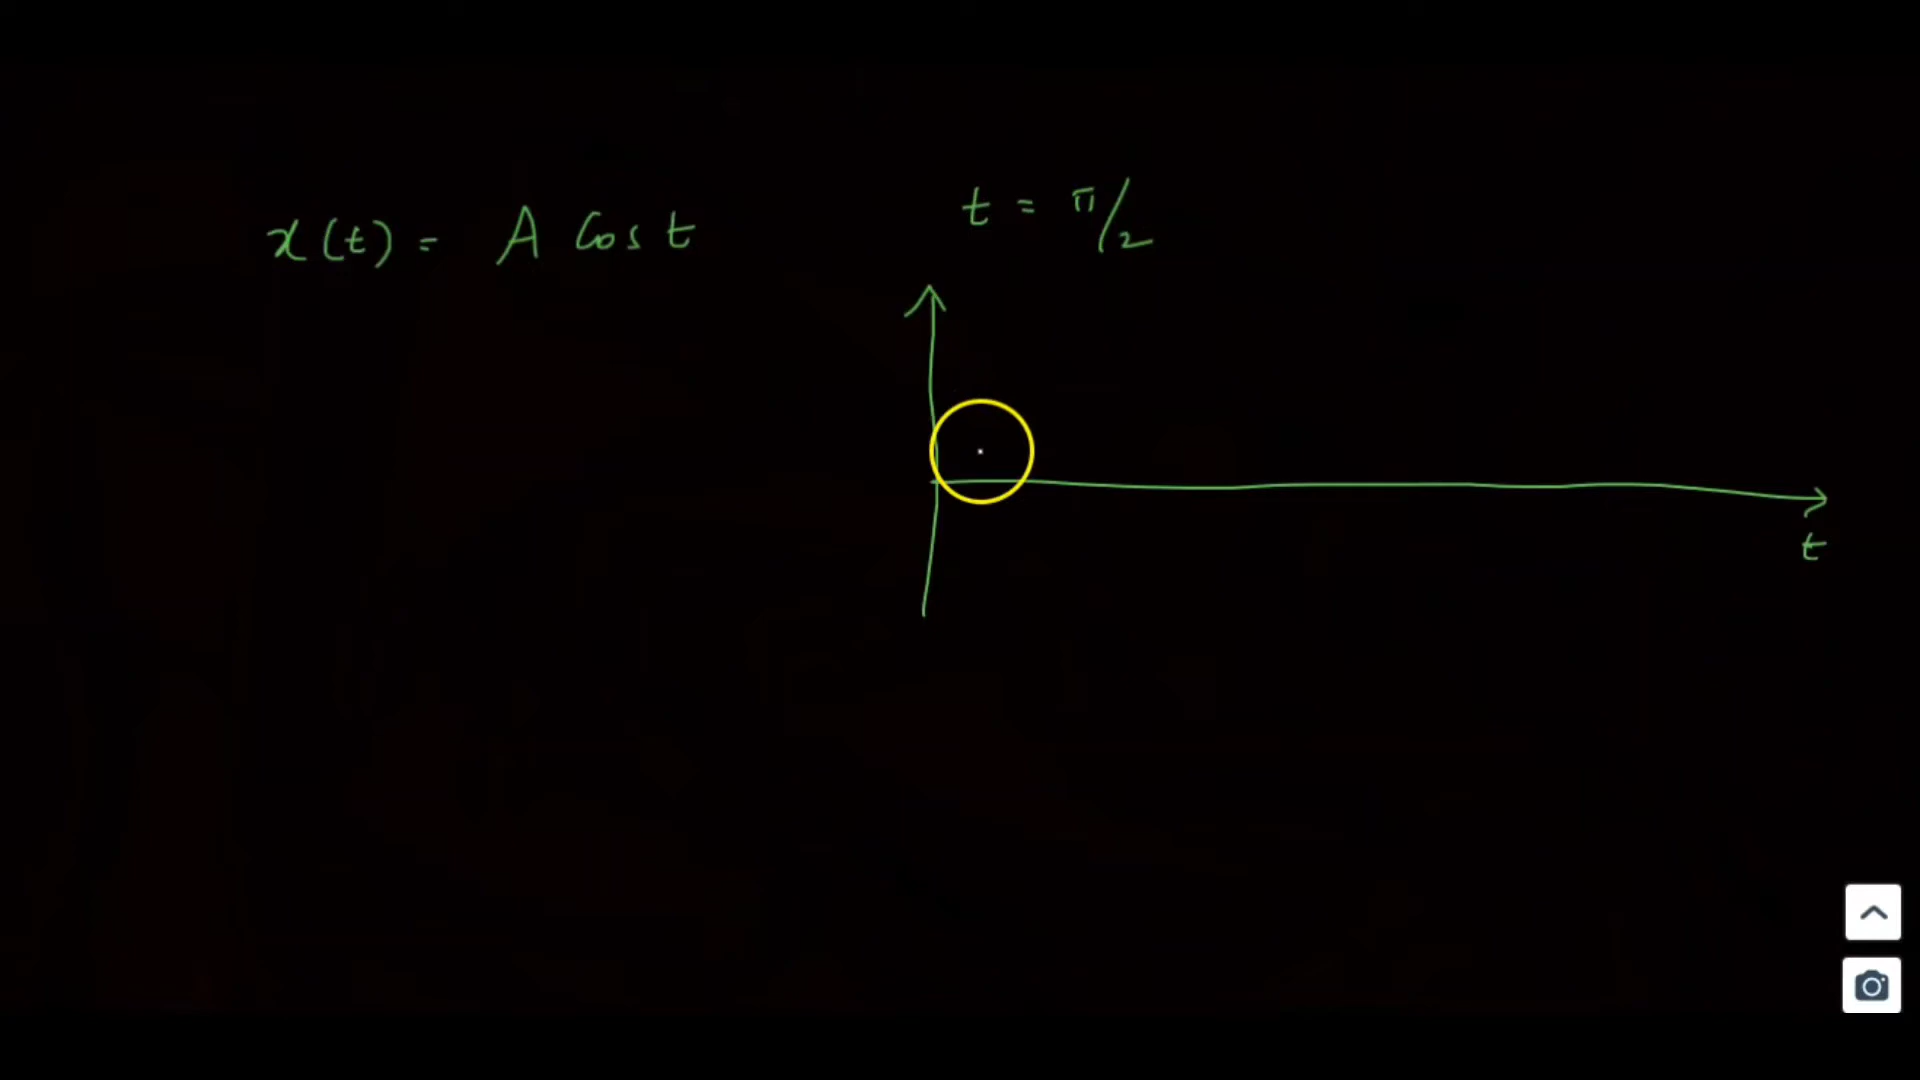 x(t) = A Cos t
t = π/2
t